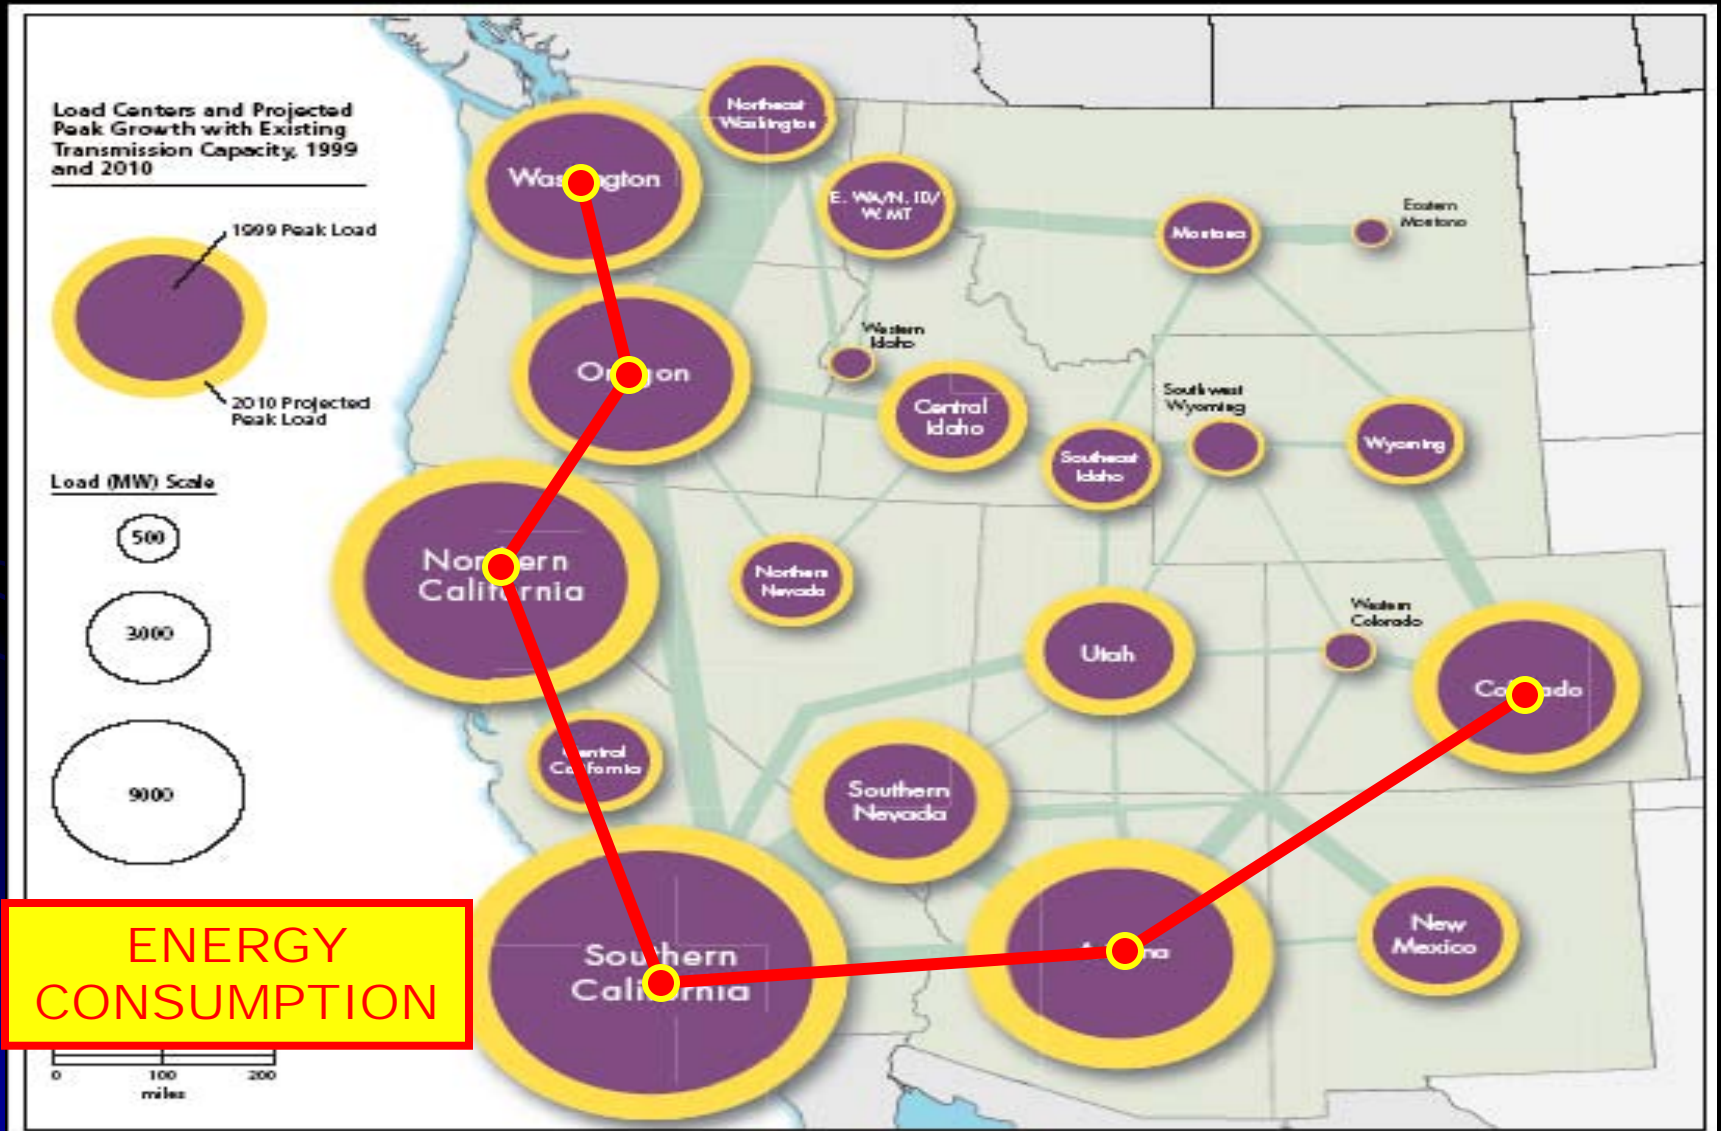 Load Centers and Projected
Peak Growth with Existing
Transmission Capacity, 1999
and 2010
1999 Peak Load
2010 Projected
Peak Load
Load (MW) Scale
500
3000
9000
ENERGY
CONSUMPTION
0 100 200
miles
Northeast
Washington
Washington
E. WA/N. ID/
W. MT
Montana
Eastern
Montana
Oregon
Western
Idaho
Central
Idaho
Southeast
Idaho
Southwest
Wyoming
Wyoming
Northern
California
Northern
Nevada
Utah
Western
Colorado
Colorado
Central
California
Southern
Nevada
Southern
California
Arizona
New
Mexico